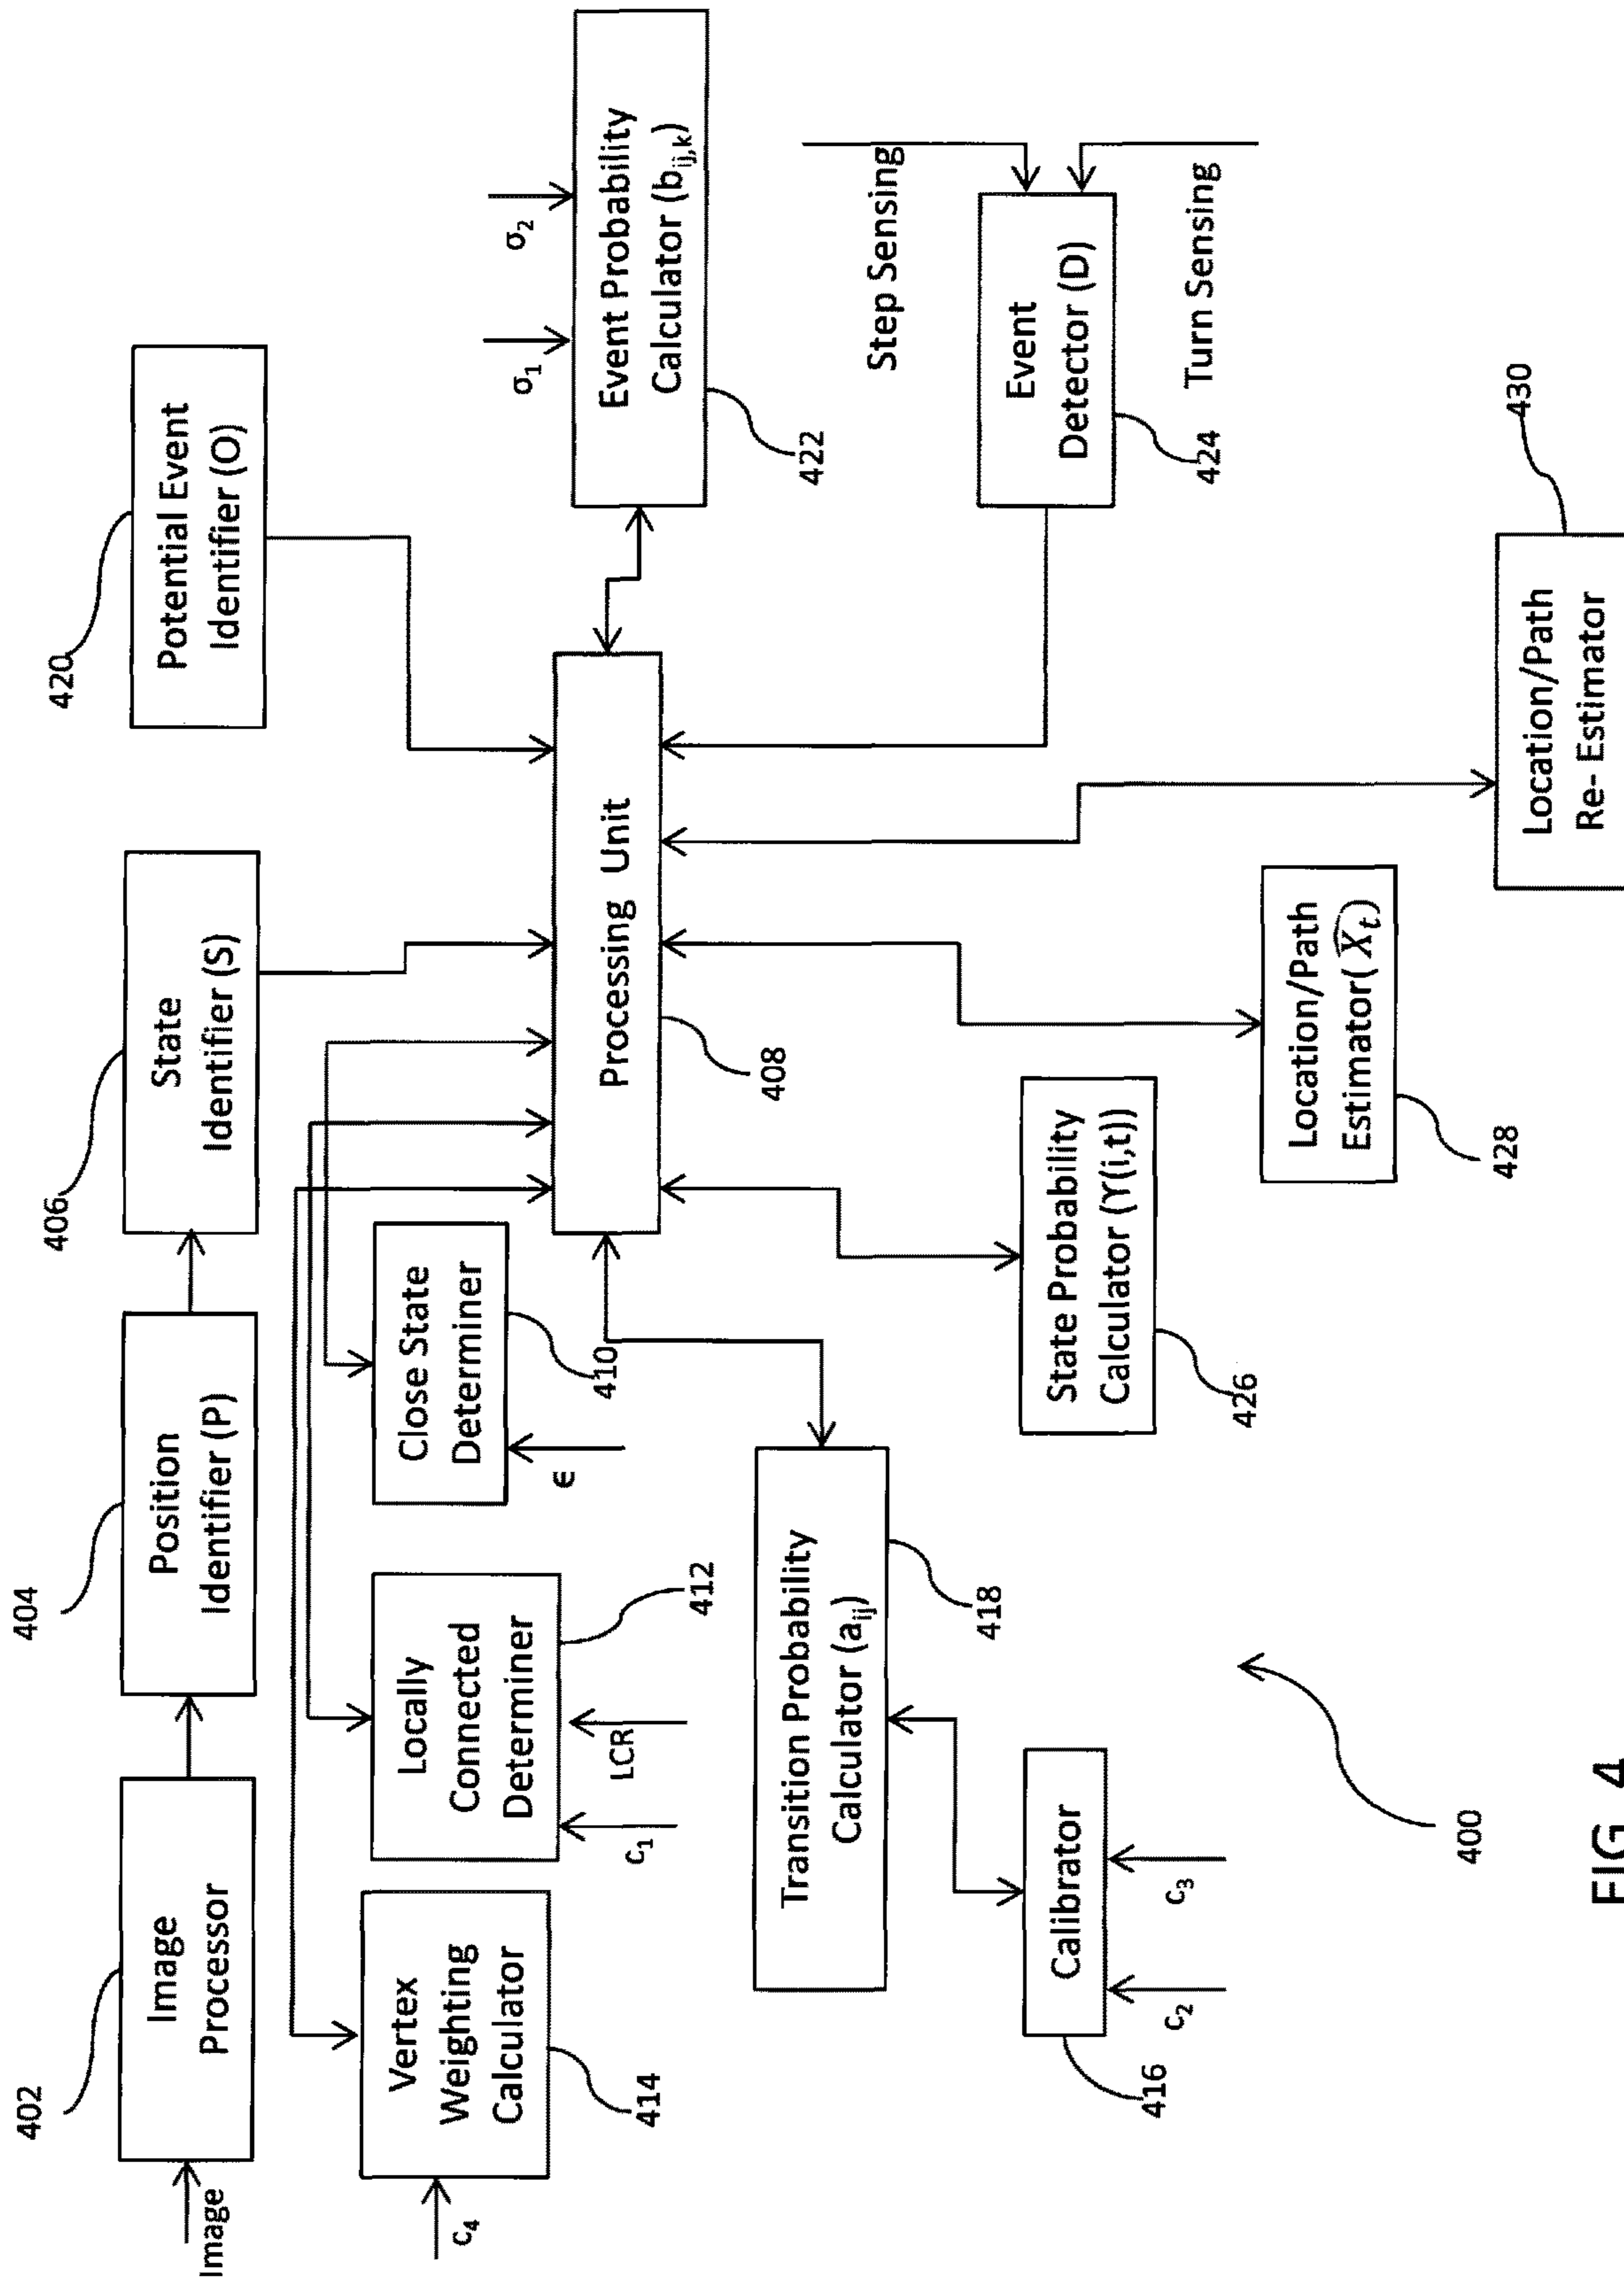 402
Image
Processor
Image
404
Position
Identifier (P)
406
State
Identifier (S)
420
Potential Event
Identifier (O)
c4
Vertex
Weighting
Calculator
414
Locally
Connected
Determiner
412
c1
LCR
Close State
Determiner
410
ϵ
Processing Unit
408
σ1
σ2
Event Probability
Calculator (bij,k)
422
Transition Probability
Calculator (aij)
418
Calibrator
416
c2
c3
State Probability
Calculator (ϒ(i,t))
426
Location/Path
Estimator( X̂t)
428
Step Sensing
Event
Detector (D)
424
Turn Sensing
Location/Path
Re- Estimator
430
400
FIG. 4